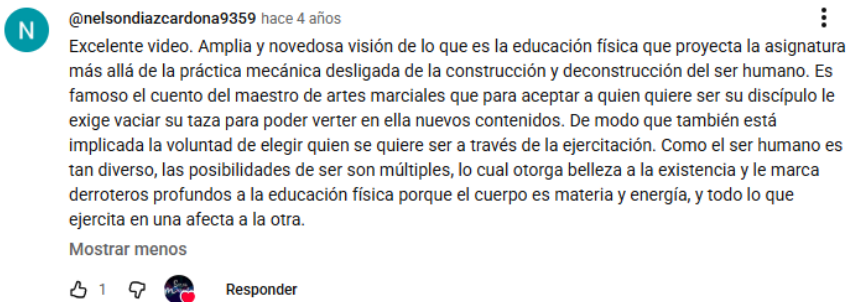 N
@nelsondiazcardona9359 hace 4 años
Excelente video. Amplia y novedosa visión de lo que es la educación física que proyecta la asignatura
más allá de la práctica mecánica desligada de la construcción y deconstrucción del ser humano. Es
famoso el cuento del maestro de artes marciales que para aceptar a quien quiere ser su discípulo le
exige vaciar su taza para poder verter en ella nuevos contenidos. De modo que también está
implicada la voluntad de elegir quien se quiere ser a través de la ejercitación. Como el ser humano es
tan diverso, las posibilidades de ser son múltiples, lo cual otorga belleza a la existencia y le marca
derroteros profundos a la educación física porque el cuerpo es materia y energía, y todo lo que
ejercita en una afecta a la otra.
Mostrar menos
1 Responder